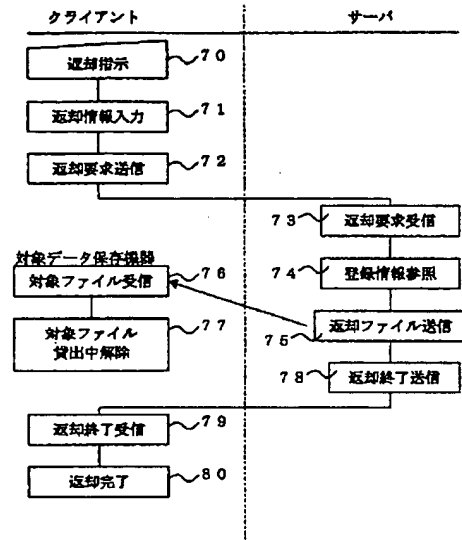 クライアント
サーバ
返却指示
70
返却情報入力
71
返却要求送信
72
73
返却要求受信
74
登録情報参照
対象データ保存機器
対象ファイル受信
76
75
返却ファイル送信
対象ファイル
貸出中解除
77
78
返却終了送信
返却終了受信
79
返却完了
80